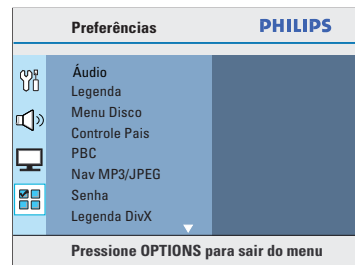 Preferências
PHILIPS
Áudio
Legenda
Menu Disco
Controle Pais
PBC
Nav MP3/JPEG
Senha
Legenda DivX
Pressione OPTIONS para sair do menu